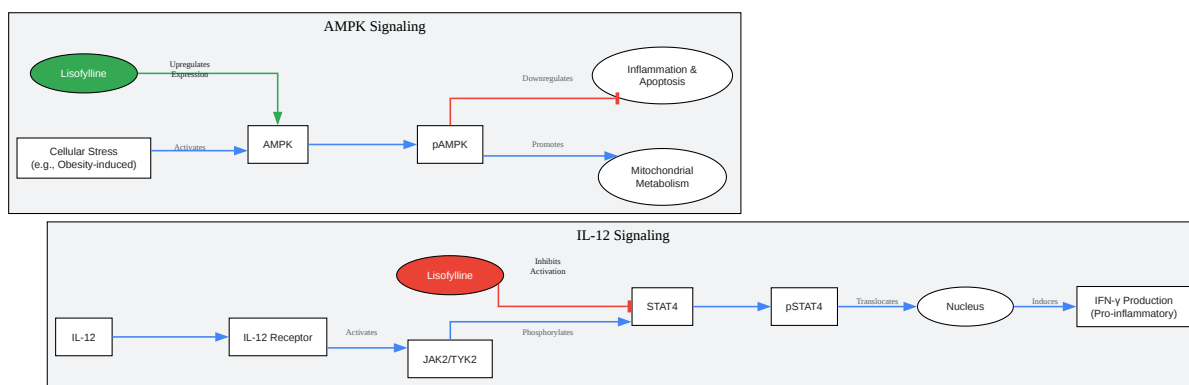 AMPK Signaling
Lisofylline
Upregulates
Expression
Downregulates
Inflammation &
Apoptosis
Cellular Stress
(e.g., Obesity-induced)
Activates
AMPK
pAMPK
Promotes
Mitochondrial
Metabolism
IL-12 Signaling
Lisofylline
Inhibits
Activation
IL-12
IL-12 Receptor
Activates
JAK2/TYK2
Phosphorylates
STAT4
pSTAT4
Translocates
Nucleus
Induces
IFN-γ Production
(Pro-inflammatory)